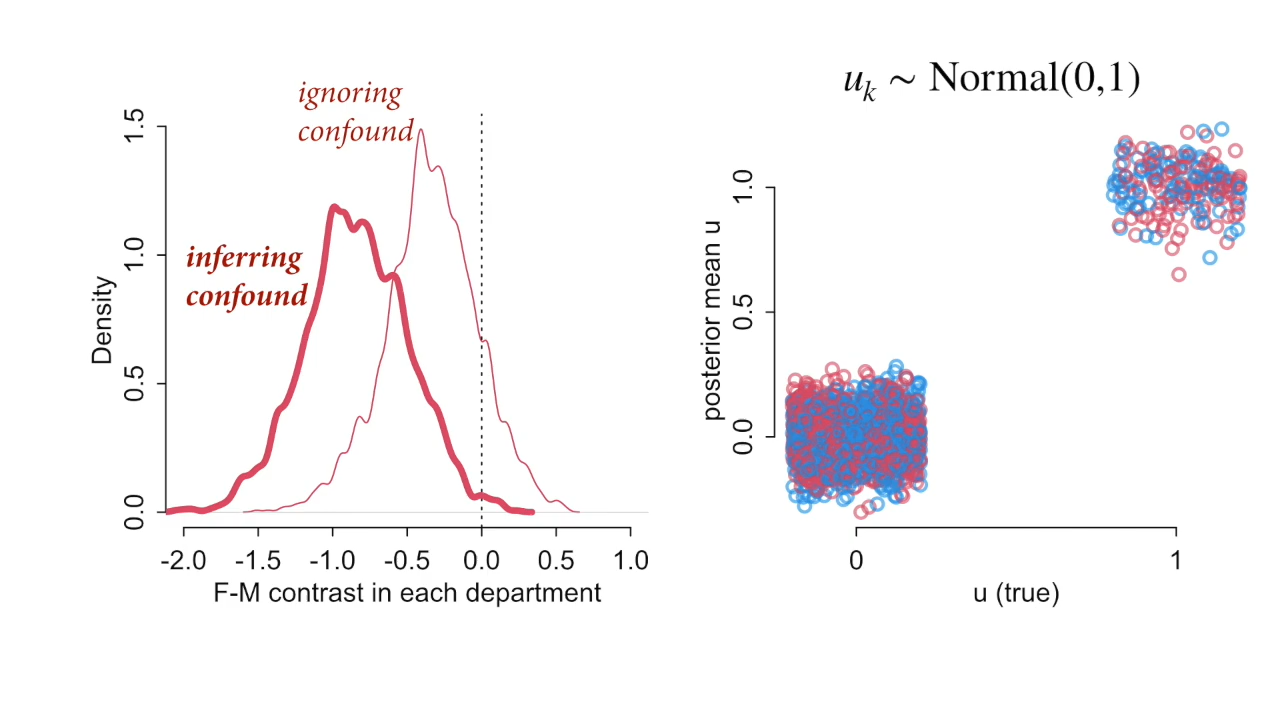 ignoring
confound
inferring
confound
Density
0.0
0.5
1.0
1.5
-2.0 -1.5 -1.0 -0.5 0.0 0.5 1.0
F-M contrast in each department
u_k ~ Normal(0,1)
posterior mean u
0.0
0.5
1.0
0 1
u (true)